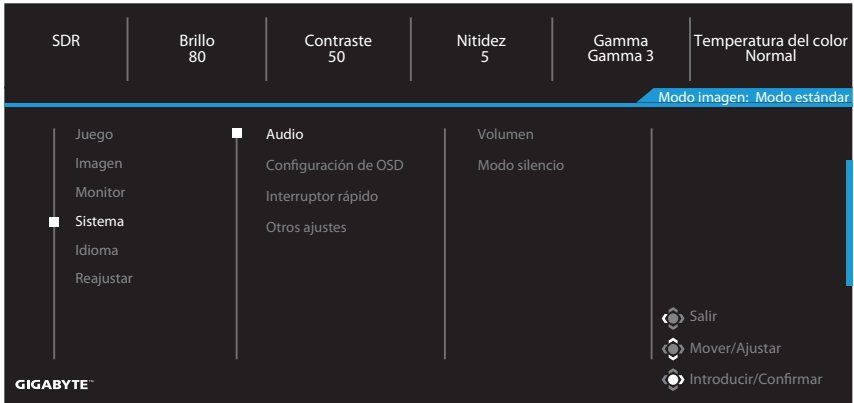 SDR
Brillo
80
Contraste
50
Nitidez
5
Gamma
Gamma 3
Temperatura del color
Normal
Modo imagen: Modo estándar
Juego
Imagen
Monitor
Sistema
Idioma
Reajustar
Audio
Configuración de OSD
Interruptor rápido
Otros ajustes
Volumen
Modo silencio
Salir
Mover/Ajustar
Introducir/Confirmar
GIGABYTE™